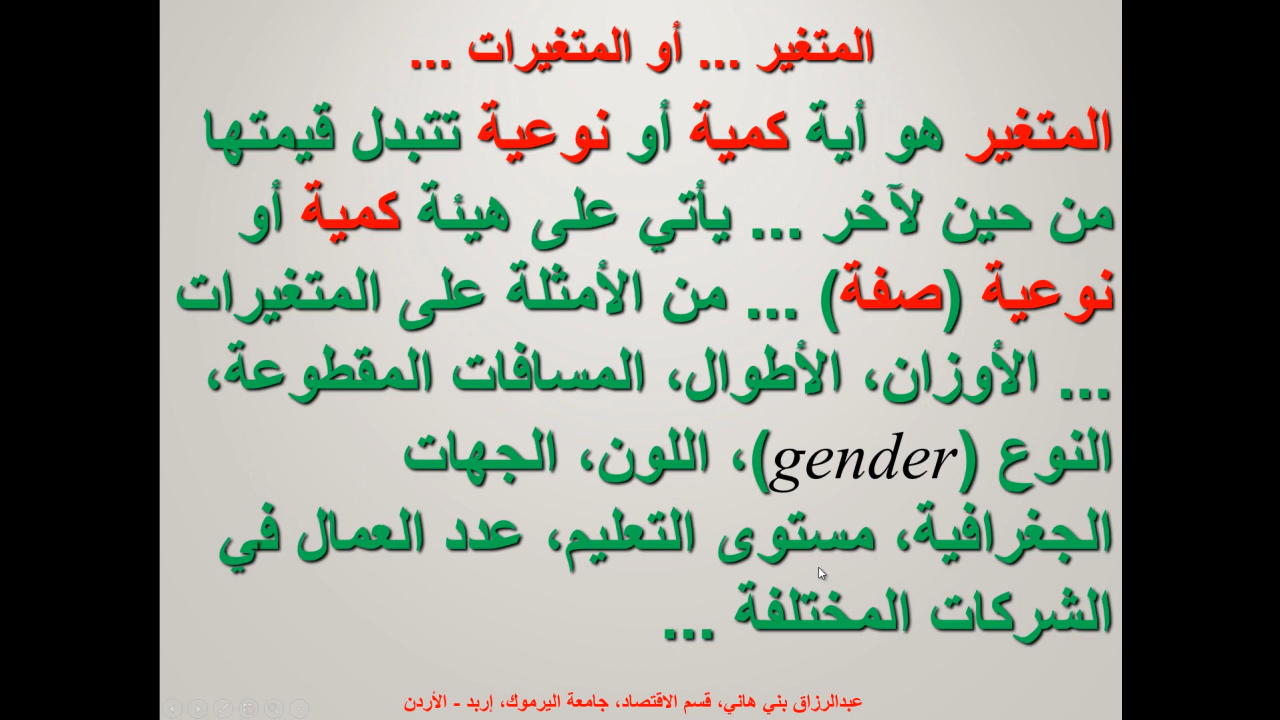 المتغير ... أو المتغيرات ...
المتغير هو أية كمية أو نوعية تتبدل قيمتها
من حين لآخر ... يأتي على هيئة كمية أو
نوعية (صفة) ... من الأمثلة على المتغيرات
... الأوزان، الأطوال، المسافات المقطوعة،
النوع (gender)، اللون، الجهات
الجغرافية، مستوى التعليم، عدد العمال في
الشركات المختلفة ...
عبدالرزاق بني هاني، قسم الاقتصاد، جامعة اليرموك، إربد - الأردن